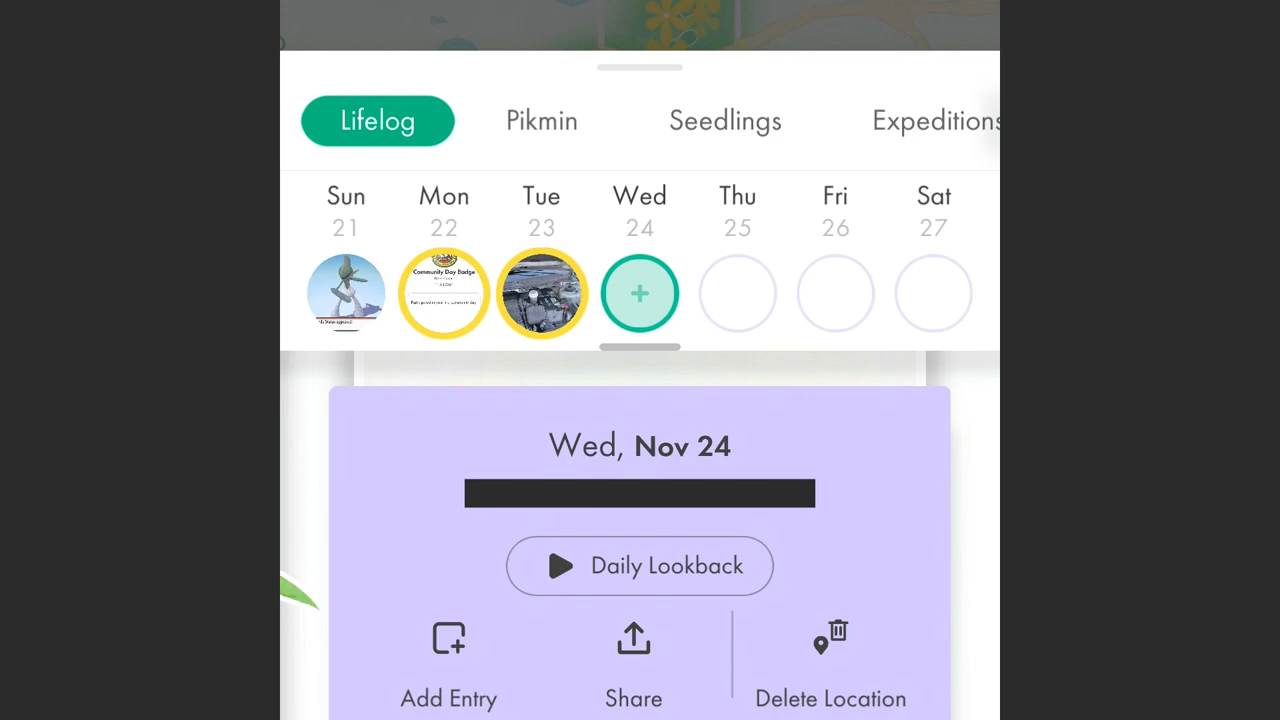 Lifelog Pikmin Seedlings Expeditions
Sun Mon Tue Wed Thu Fri Sat
21 22 23 24 25 26 27
Community Day Badge
+
Wed, Nov 24
Daily Lookback
Add Entry Share Delete Location